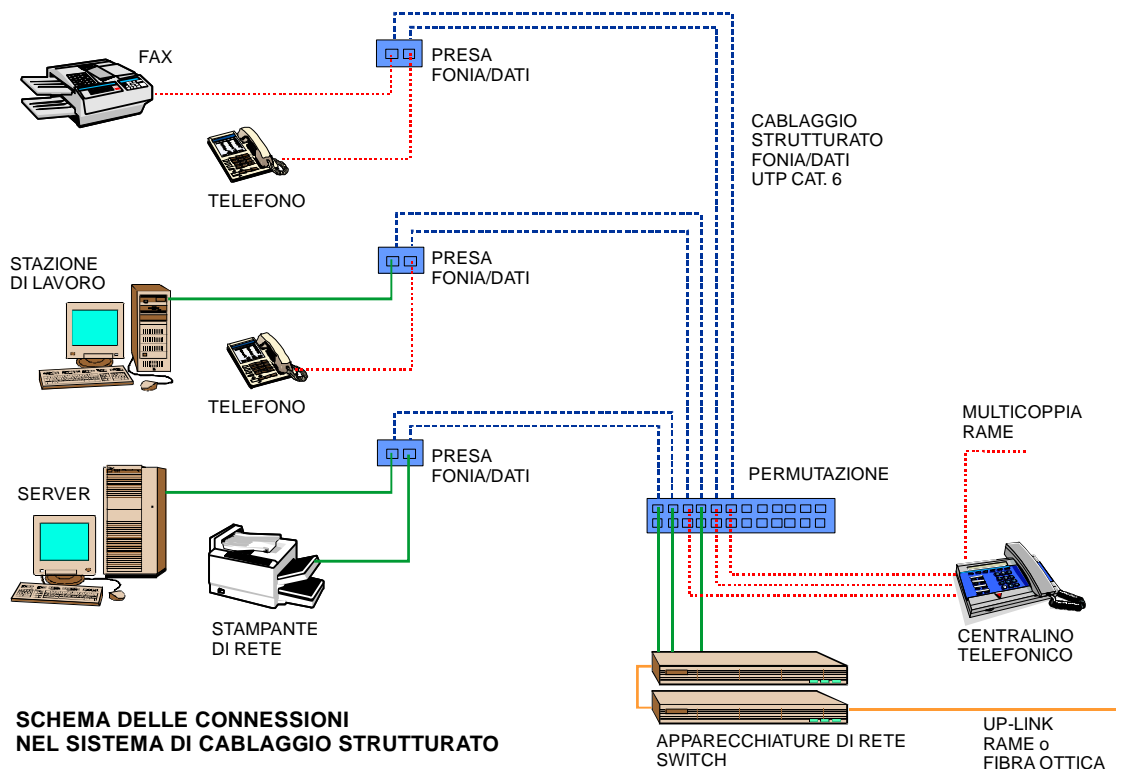 FAX
PRESA
FONIA/DATI
CABLAGGIO
STRUTTURATO
FONIA/DATI
UTP CAT. 6
TELEFONO
STAZIONE
DI LAVORO
PRESA
FONIA/DATI
TELEFONO
MULTICOPPIA
RAME
PRESA
FONIA/DATI
PERMUTAZIONE
SERVER
STAMPANTE
DI RETE
CENTRALINO
TELEFONICO
SCHEMA DELLE CONNESSIONI
NEL SISTEMA DI CABLAGGIO STRUTTURATO
APPARECCHIATURE DI RETE
SWITCH
UP-LINK
RAME o
FIBRA OTTICA